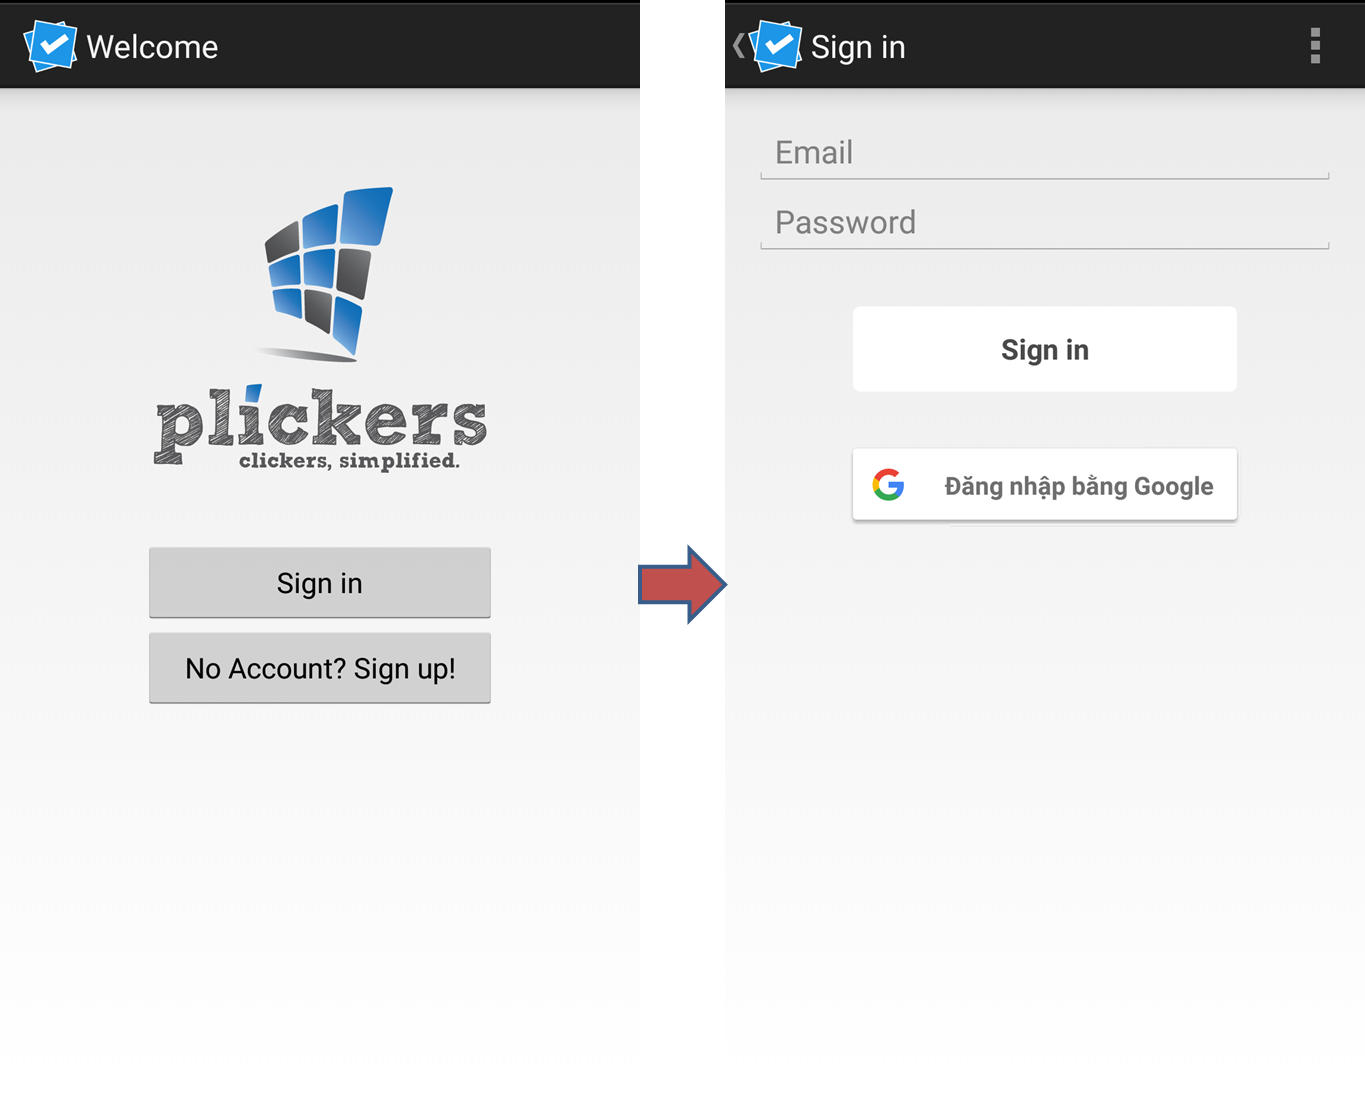 Welcome
plickers
clickers, simplified.
Sign in
No Account? Sign up!
Sign in
Email
Password
Sign in
Đăng nhập bằng Google